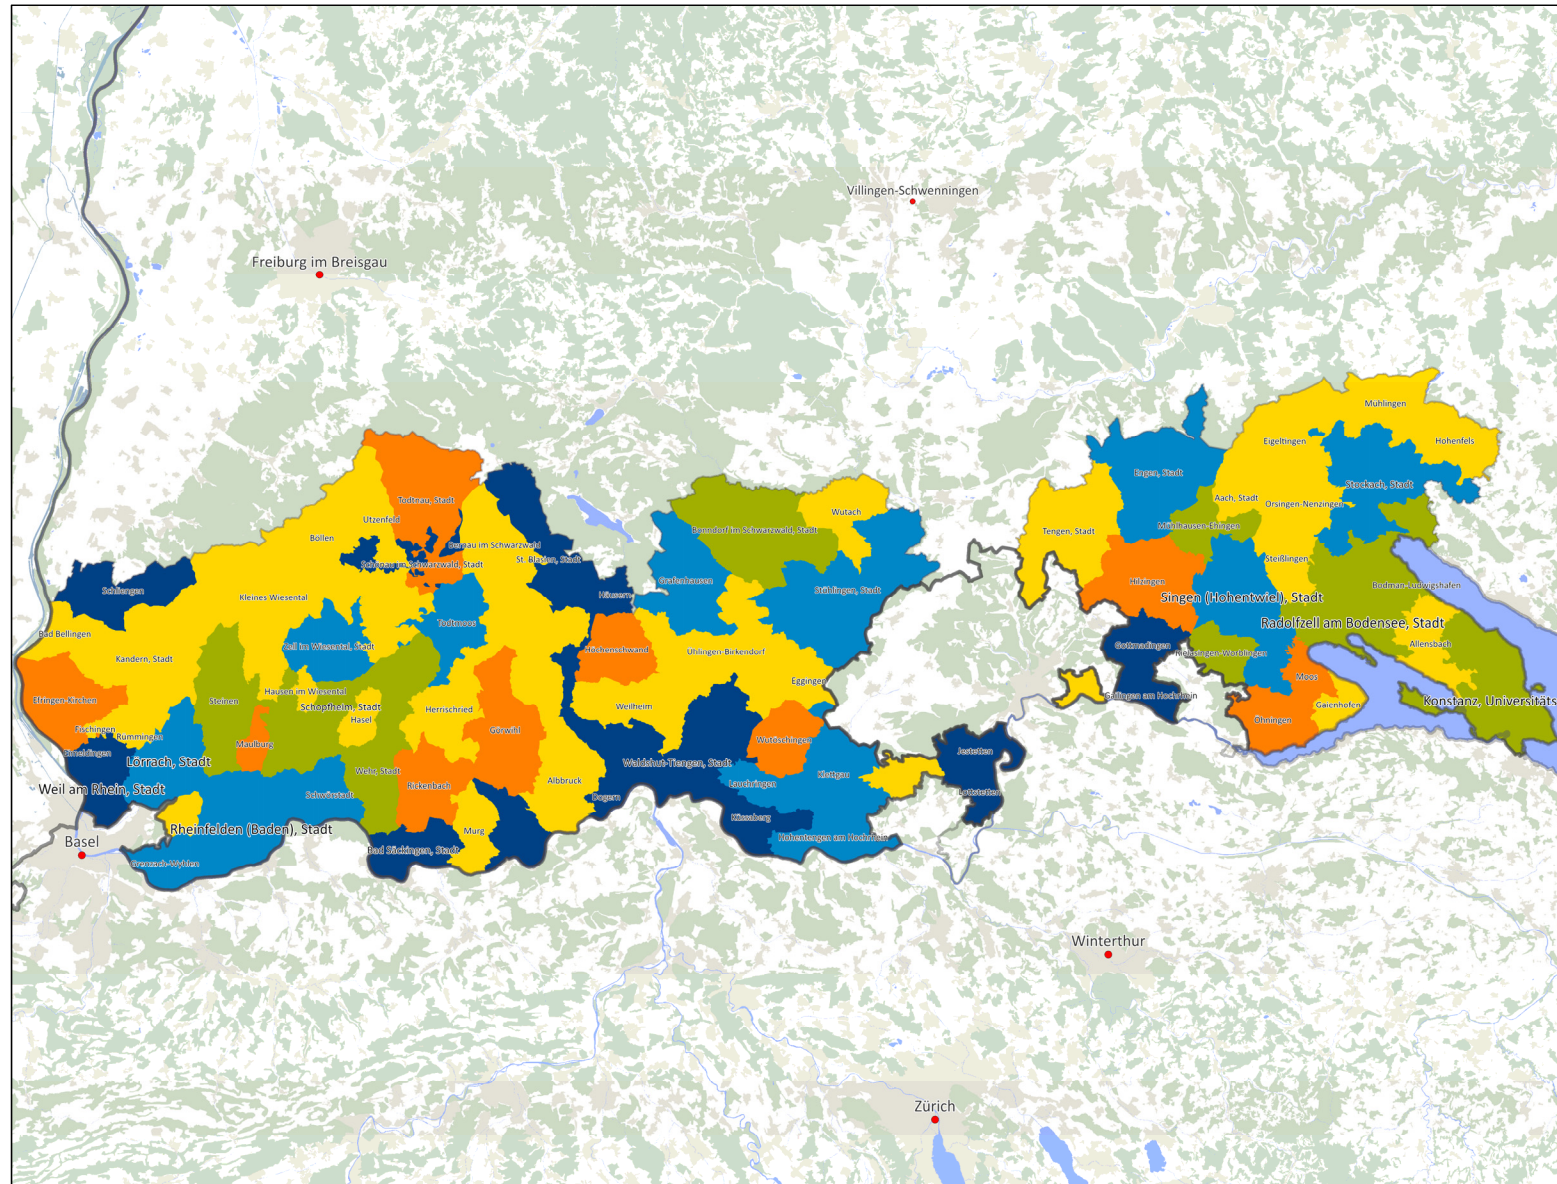 Villingen-Schwenningen
Freiburg im Breisgau
Mühlingen
Eigeltingen
Hohenfels
Engen, Stadt
Stockach, Stadt
Todtnau, Stadt
Aach, Stadt
Orsingen-Nenzingen
Utzenfeld
Wutach
Mühlhausen-Ehingen
Tengen, Stadt
Bonndorf im Schwarzwald, Stadt
Böllen
Bernau im Schwarzwald
St. Blasien, Stadt
Schönau im Schwarzwald, Stadt
Steißlingen
Grafenhausen
Hilzingen
Bodman-Ludwigshafen
Schliengen
Stühlingen, Stadt
Häusern
Kleines Wiesental
Singen (Hohentwiel), Stadt
Todtmoos
Radolfzell am Bodensee, Stadt
Bad Bellingen
Zell im Wiesental, Stadt
Höchenschwand
Ühlingen-Birkendorf
Gottmadingen
Allensbach
Rielasingen-Worblingen
Kandern, Stadt
Eggingen
Moos
Hausen im Wiesental
Gailingen am Hochrhein
Efringen-Kirchen
Steinen
Schopfheim, Stadt
Konstanz, Universitäts
Gaienhofen
Herrischried
Weilheim
Hasel
Öhningen
Fischingen
Rümmingen
Görwihl
Wutöschingen
Maulburg
Eimeldingen
Jestetten
Lörrach, Stadt
Waldshut-Tiengen, Stadt
Wehr, Stadt
Klettgau
Albbruck
Lauchringen
Rickenbach
Weil am Rhein, Stadt
Lottstetten
Schwörstadt
Dogern
Küssaberg
Rheinfelden (Baden), Stadt
Murg
Hohentengen am Hochrhein
Basel
Bad Säckingen, Stadt
Grenzach-Wyhlen
Winterthur
Zürich